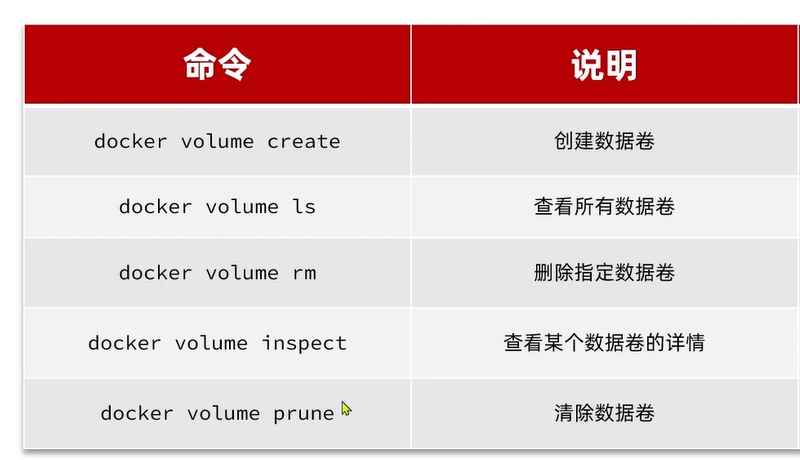 命令 说明
docker volume create 创建数据卷
docker volume ls 查看所有数据卷
docker volume rm 删除指定数据卷
docker volume inspect 查看某个数据卷的详情
docker volume prune 清除数据卷